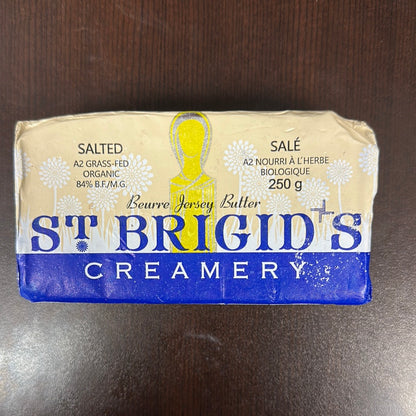 SALTED
A2 GRASS-FED
ORGANIC
84% B.F./M.G.
SALÉ
A2 NOURRI À L'HERBE
BIOLOGIQUE
250 g
Beurre Jersey Butter
ST. BRIGID'S
CREAMERY